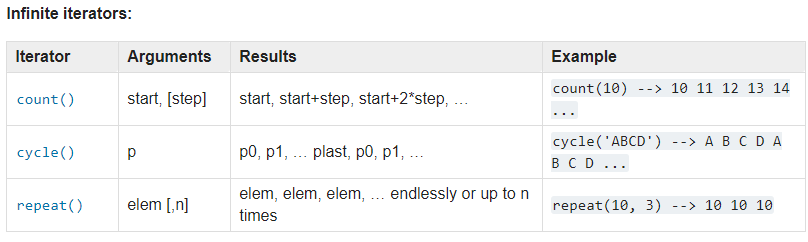 Infinite iterators:
Iterator Arguments Results Example
count() start, [step] start, start+step, start+2*step, … count(10) --> 10 11 12 13 14
...
cycle() p p0, p1, … plast, p0, p1, … cycle('ABCD') --> A B C D A
B C D ...
repeat() elem [,n] elem, elem, elem, … endlessly or up to n
times repeat(10, 3) --> 10 10 10